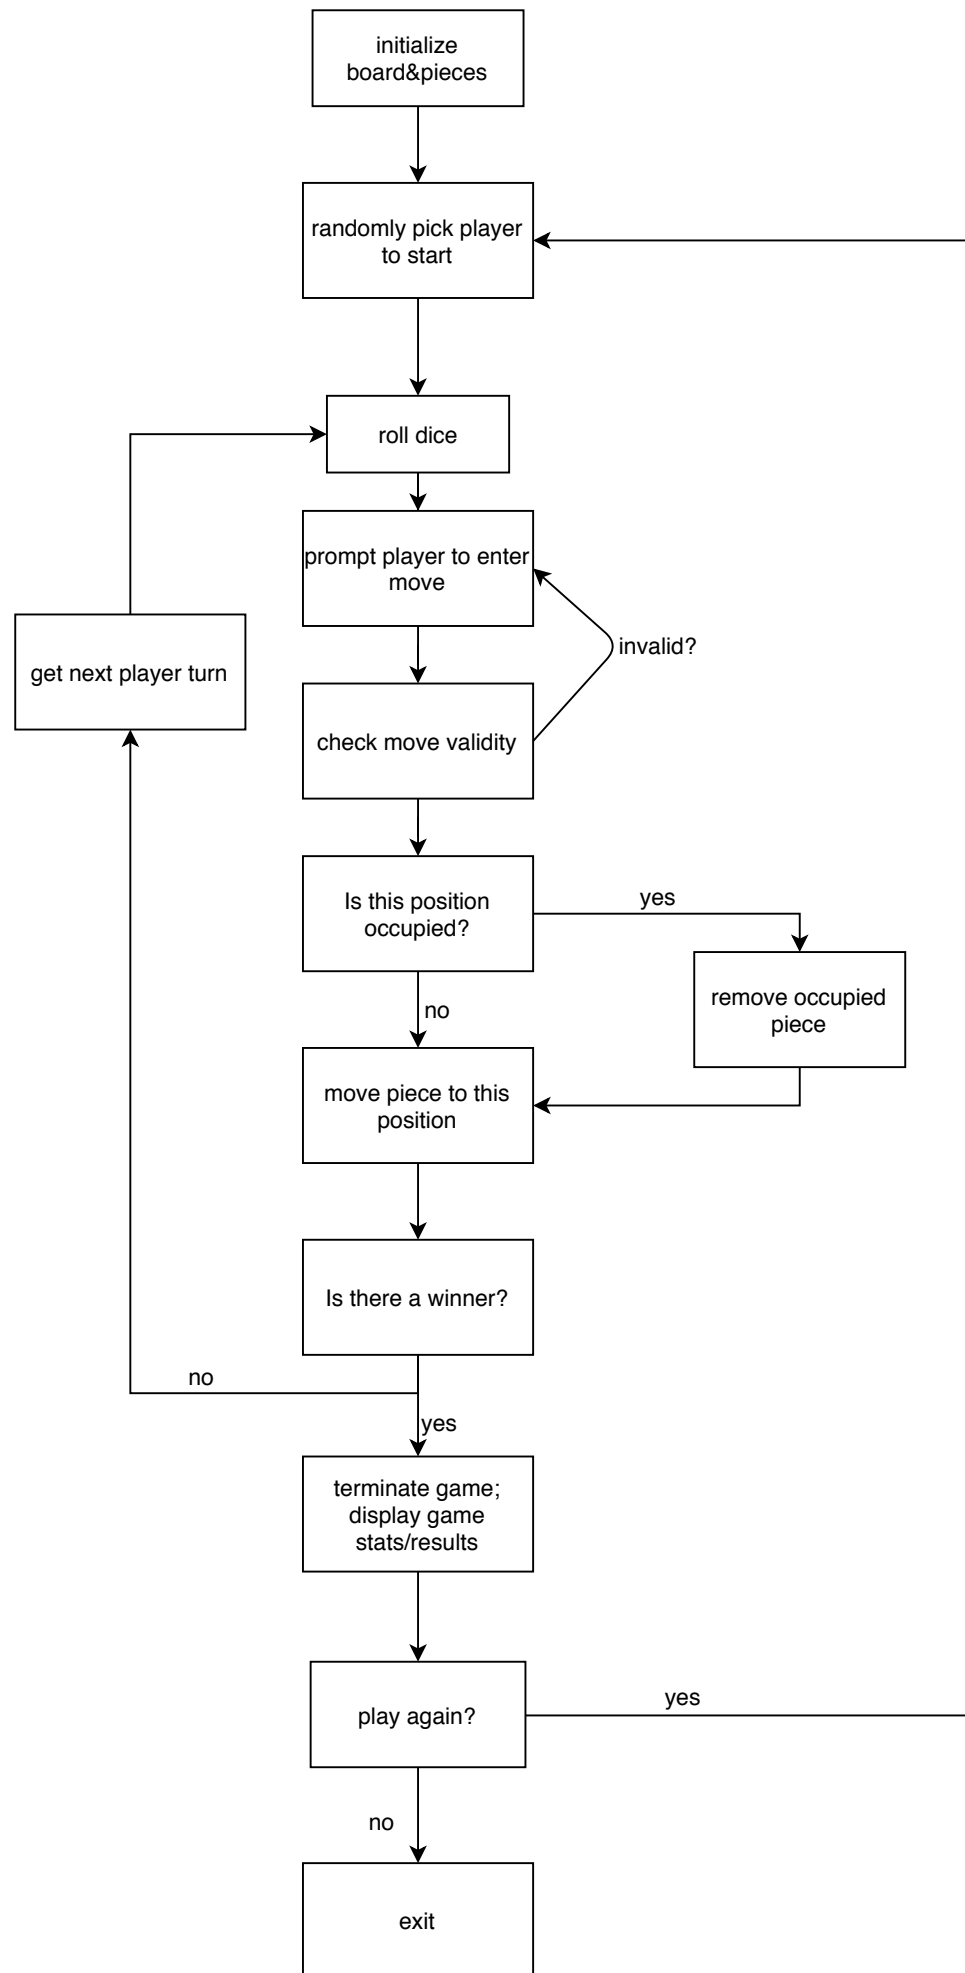 initialize
board&pieces
randomly pick player
to start
roll dice
prompt player to enter
move
invalid?
get next player turn
check move validity
Is this position
occupied?
yes
remove occupied
piece
no
move piece to this
position
Is there a winner?
no
yes
terminate game;
display game
stats/results
play again?
yes
no
exit